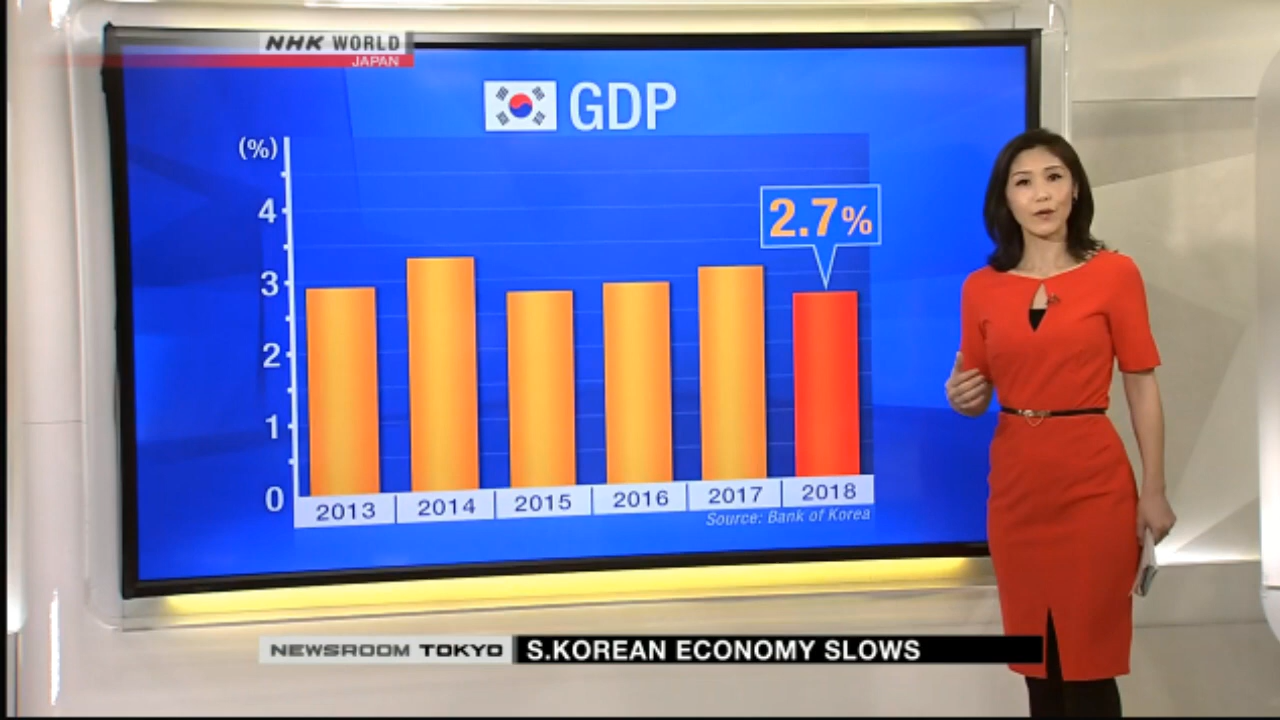 NHK WORLD
JAPAN
GDP
(%)
4
3
2
1
0
2.7%
2013 2014 2015 2016 2017 2018
Source: Bank of Korea
NEWSROOM TOKYO S.KOREAN ECONOMY SLOWS